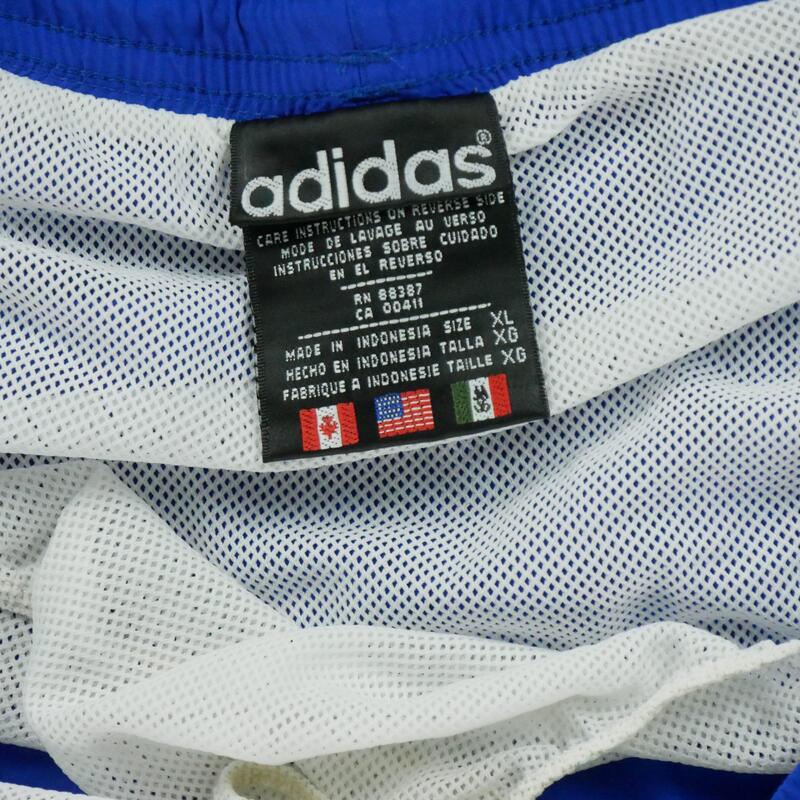 adidas®
CARE INSTRUCTIONS ON REVERSE SIDE
MODE DE LAVAGE AU VERSO
INSTRUCCIONES SOBRE CUIDADO
EN EL REVERSO
RN 88387
CA 00411
MADE IN INDONESIA SIZE XL
HECHO EN INDONESIA TALLA XG
FABRIQUE A INDONESIE TAILLE XG